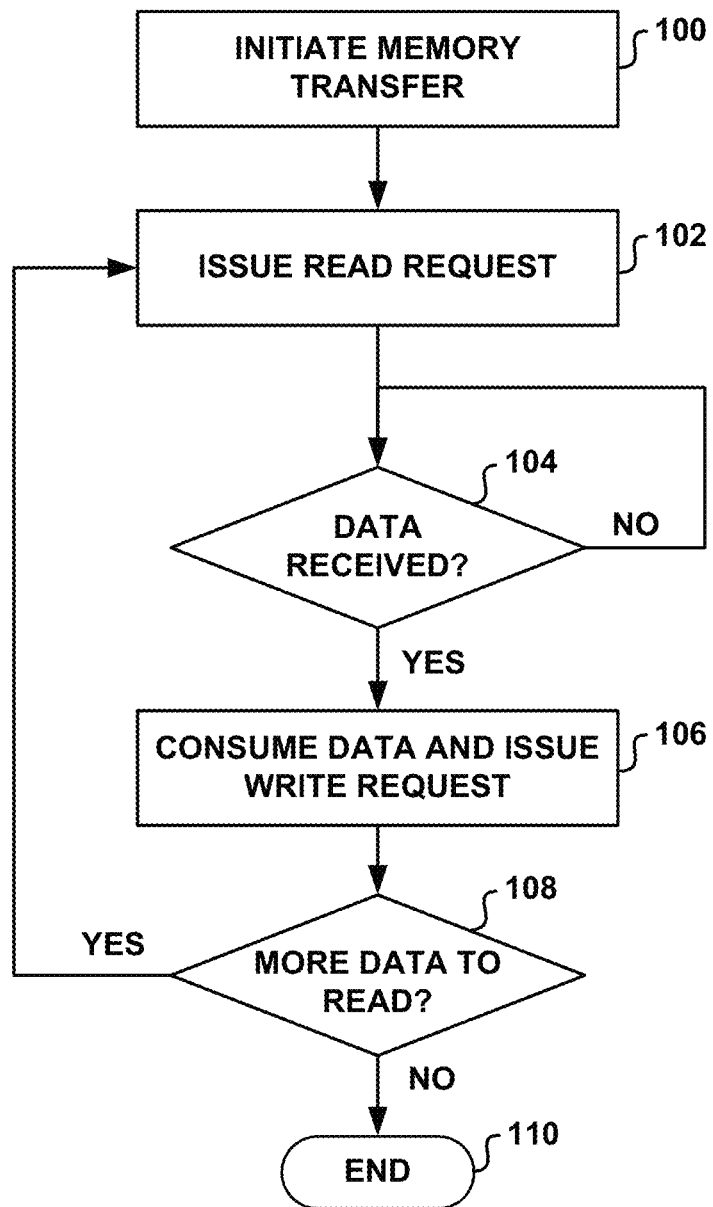 INITIATE MEMORY
TRANSFER
100
ISSUE READ REQUEST
102
104
DATA
RECEIVED?
NO
YES
CONSUME DATA AND ISSUE
WRITE REQUEST
106
108
YES
MORE DATA TO
READ?
NO
110
END